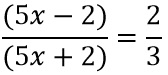 (5x − 2)/(5x + 2) = 2/3